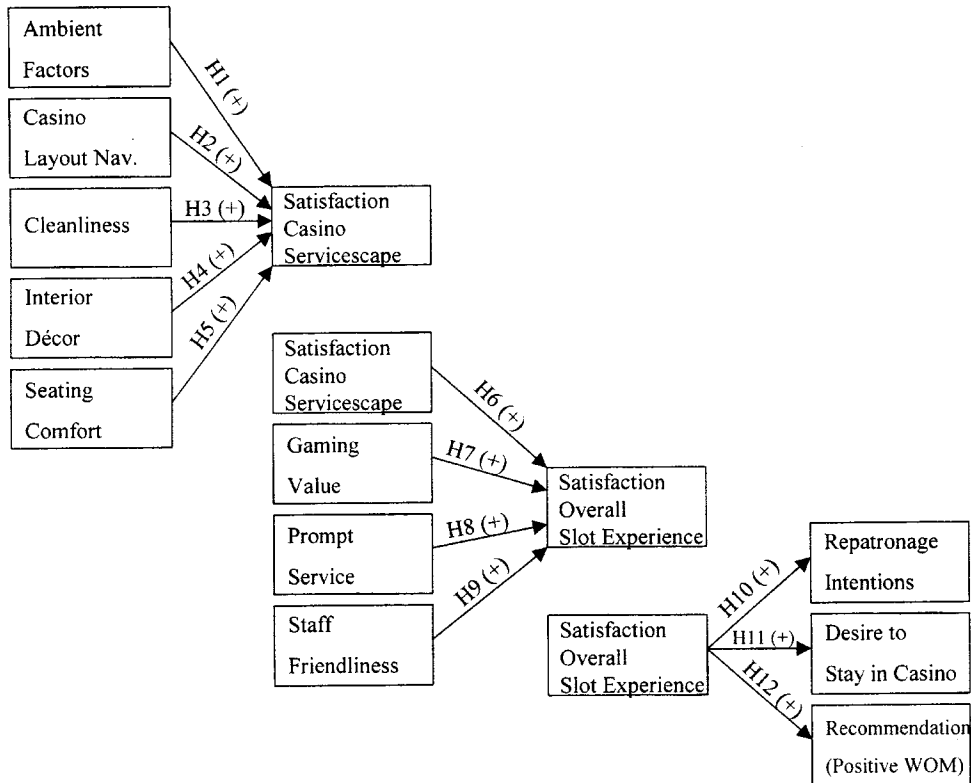 Ambient
Factors
H1 (+)
Casino
Layout Nav.
H2 (+)
Cleanliness
H3 (+)
Satisfaction
Casino
Servicescape
Interior
Décor
H4 (+)
Seating
Comfort
H5 (+)
Satisfaction
Casino
Servicescape
H6 (+)
Gaming
Value
H7 (+)
Satisfaction
Overall
Slot Experience
Prompt
Service
H8 (+)
Staff
Friendliness
H9 (+)
Satisfaction
Overall
Slot Experience
H10 (+)
Repatronage
Intentions
H11 (+)
Desire to
Stay in Casino
H12 (+)
Recommendation
(Positive WOM)